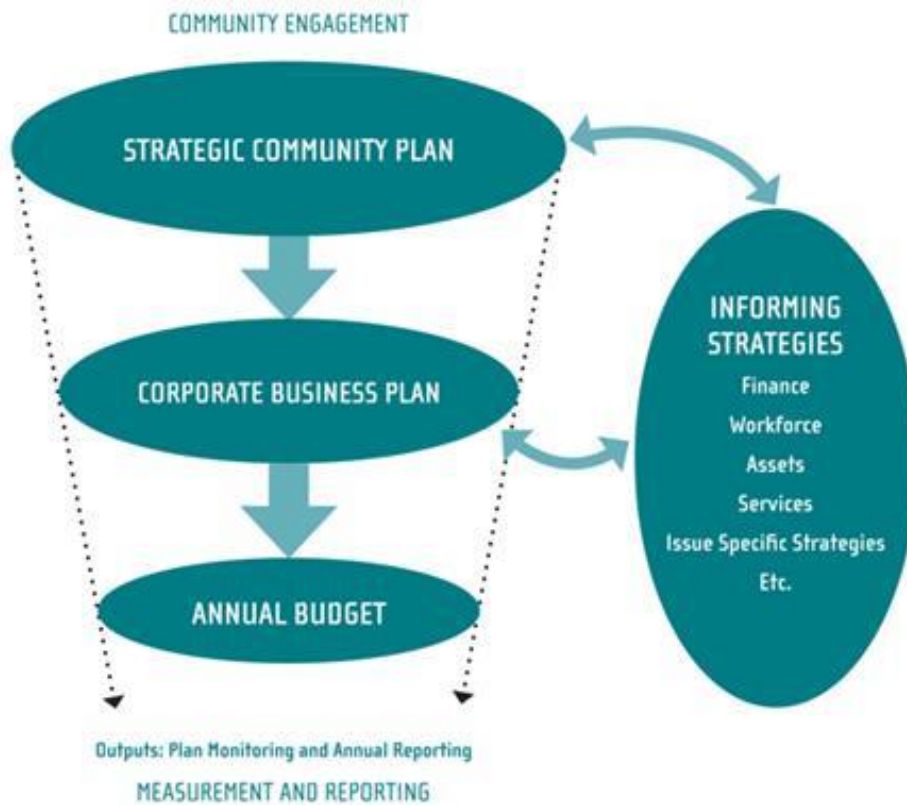 COMMUNITY ENGAGEMENT
STRATEGIC COMMUNITY PLAN
CORPORATE BUSINESS PLAN
ANNUAL BUDGET
INFORMING
STRATEGIES
Finance
Workforce
Assets
Services
Issue Specific Strategies
Etc.
Outputs: Plan Monitoring and Annual Reporting
MEASUREMENT AND REPORTING